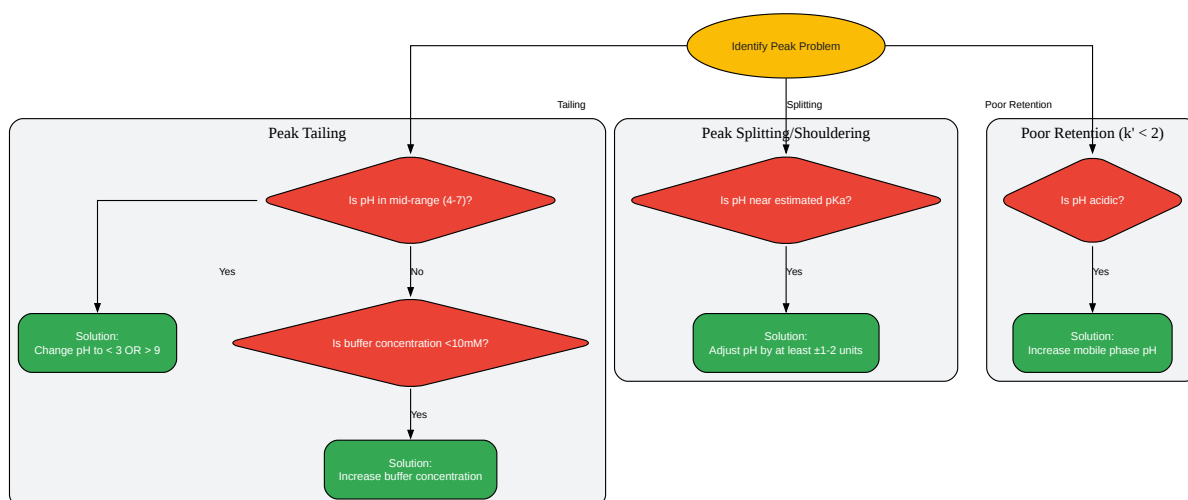 Identify Peak Problem
Tailing
Splitting
Poor Retention
Peak Tailing
Peak Splitting/Shouldering
Poor Retention (k' < 2)
Is pH in mid-range (4-7)?
Is pH near estimated pKa?
Is pH acidic?
Yes
No
Yes
Yes
Solution:
Change pH to < 3 OR > 9
Is buffer concentration <10mM?
Solution:
Adjust pH by at least ±1-2 units
Solution:
Increase mobile phase pH
Yes
Solution:
Increase buffer concentration